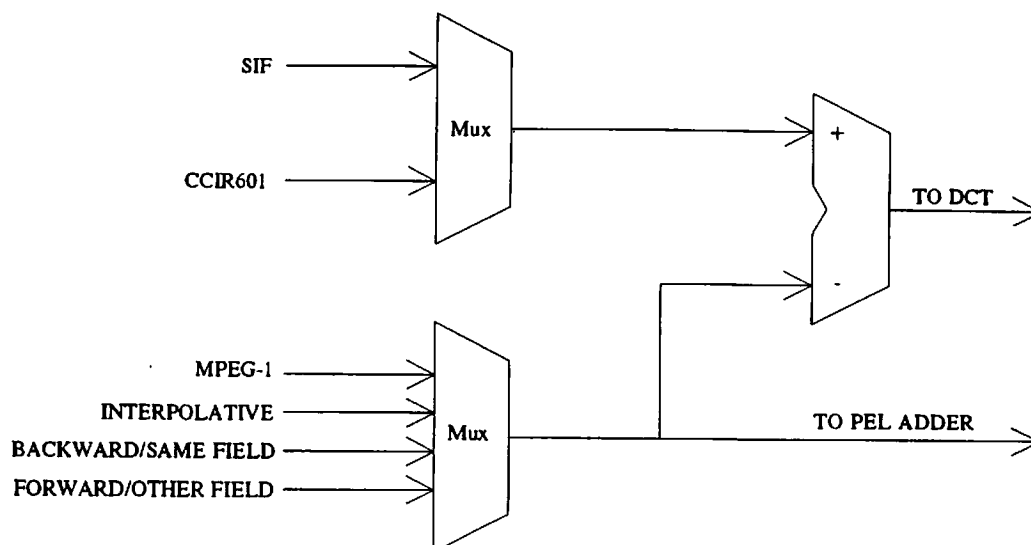 SIF
Mux
CCIR601
+
-
TO DCT
MPEG-1
INTERPOLATIVE
BACKWARD/SAME FIELD
FORWARD/OTHER FIELD
Mux
TO PEL ADDER